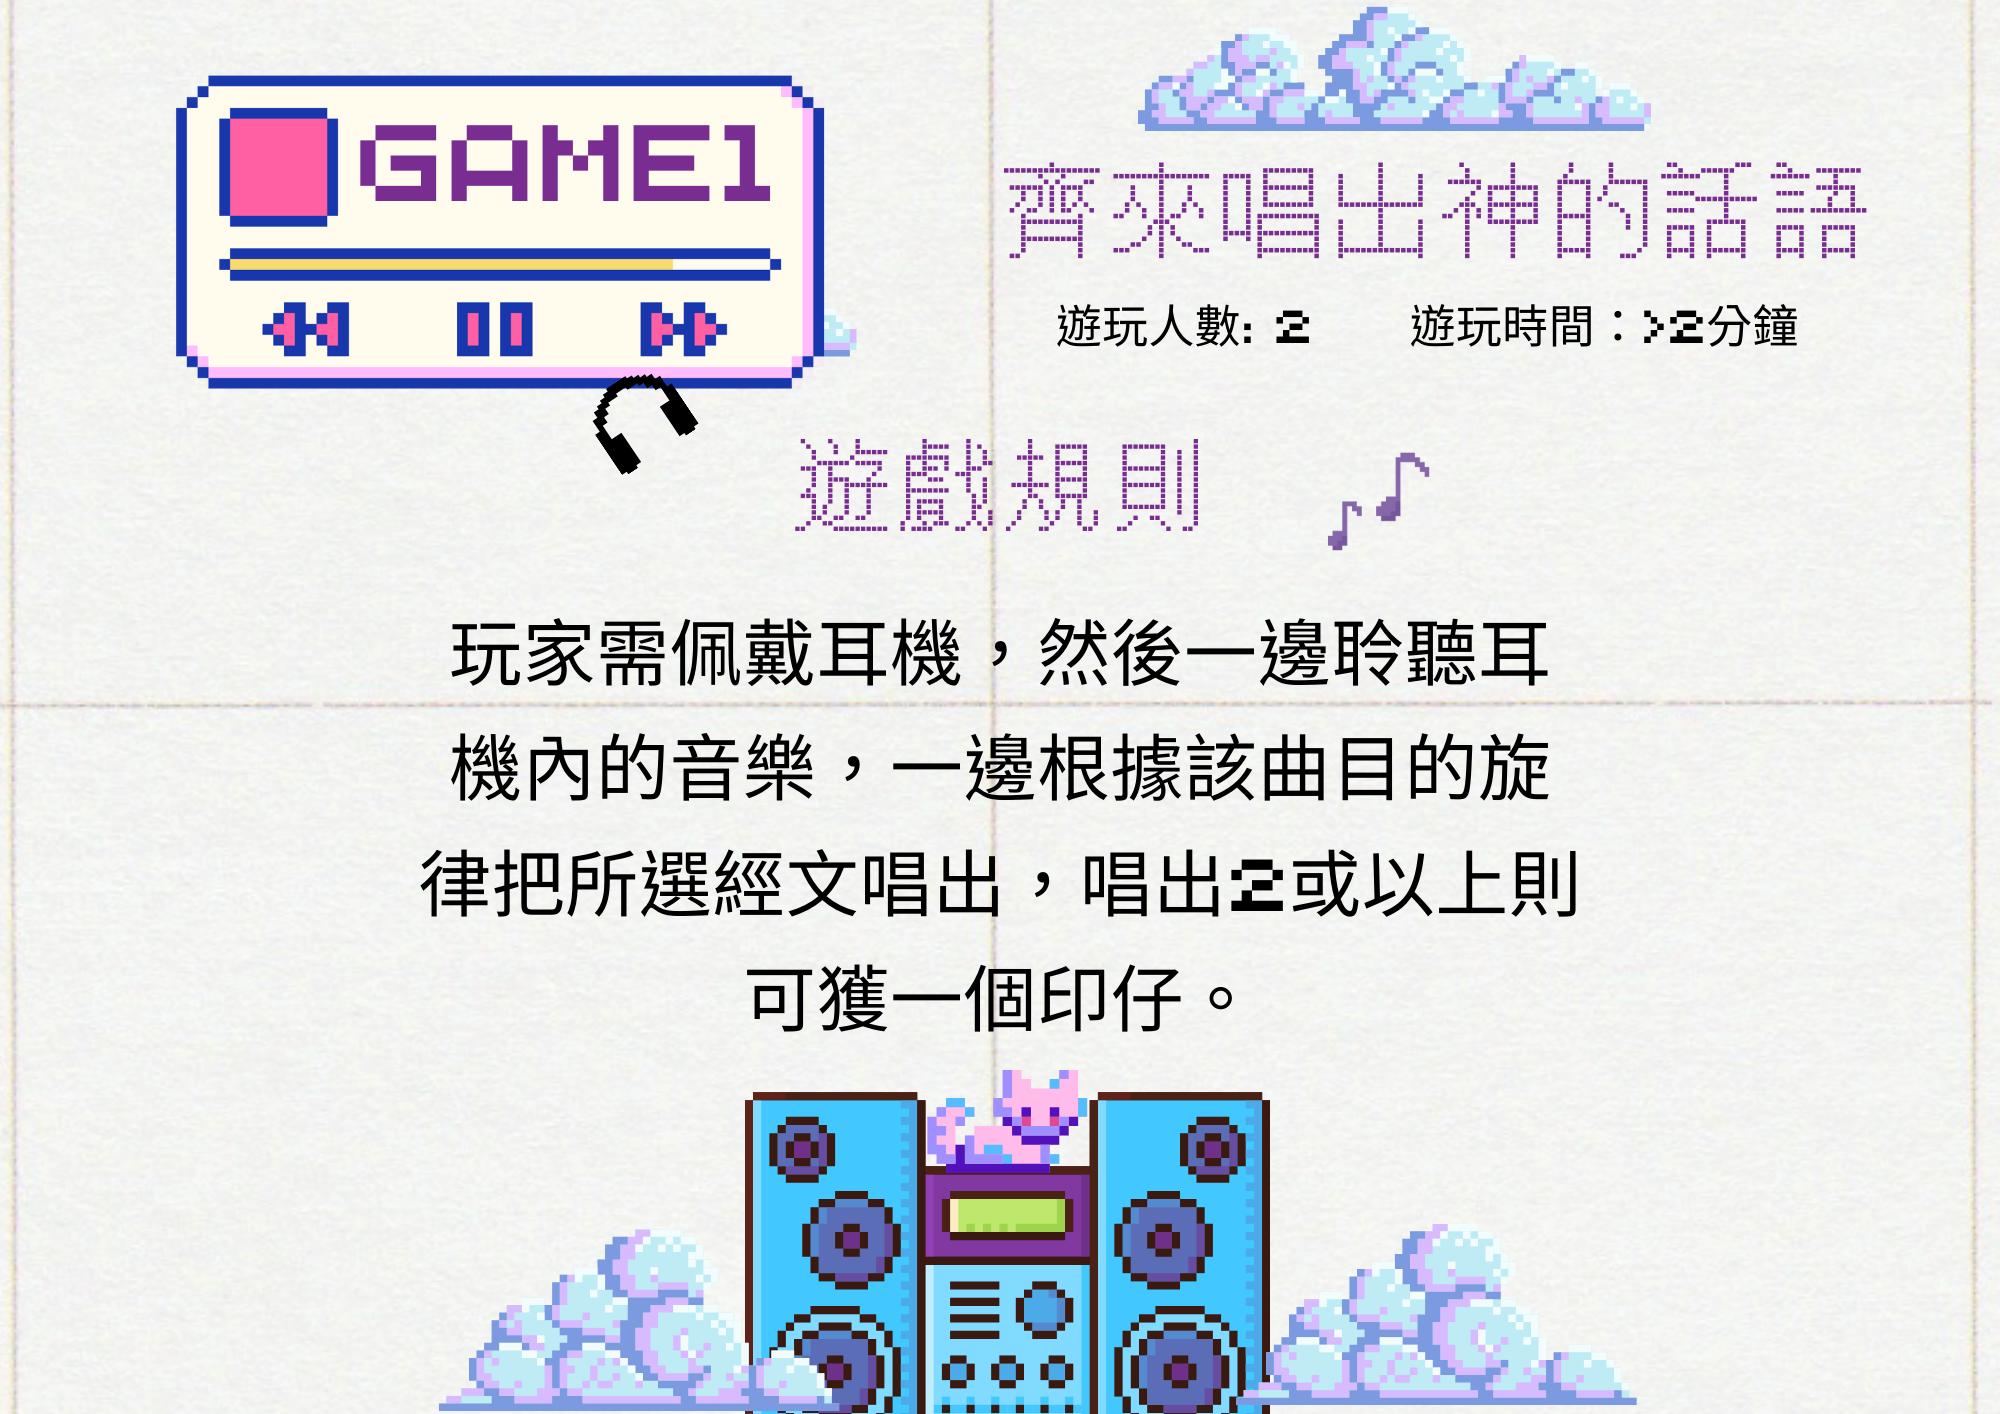 GAME1
齊來唱出神的話語
遊玩人數: 2 遊玩時間：>2分鐘
遊戲規則
玩家需佩戴耳機，然後一邊聆聽耳
機內的音樂，一邊根據該曲目的旋
律把所選經文唱出，唱出2或以上則
可獲一個印仔。